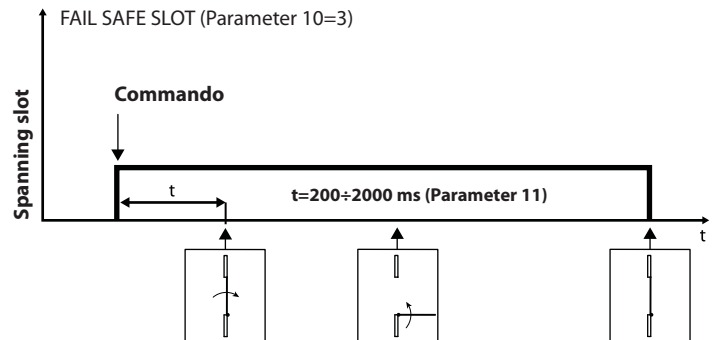 FAIL SAFE SLOT (Parameter 10=3)
Spanning slot
Commando
t
t=200÷2000 ms (Parameter 11)
t